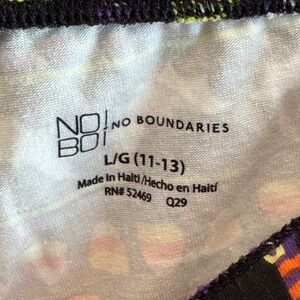 NO! NO BOUNDARIES
BO!
L/G (11-13)
Made in Haiti/Hecho en Haití
RN# 52469 Q29